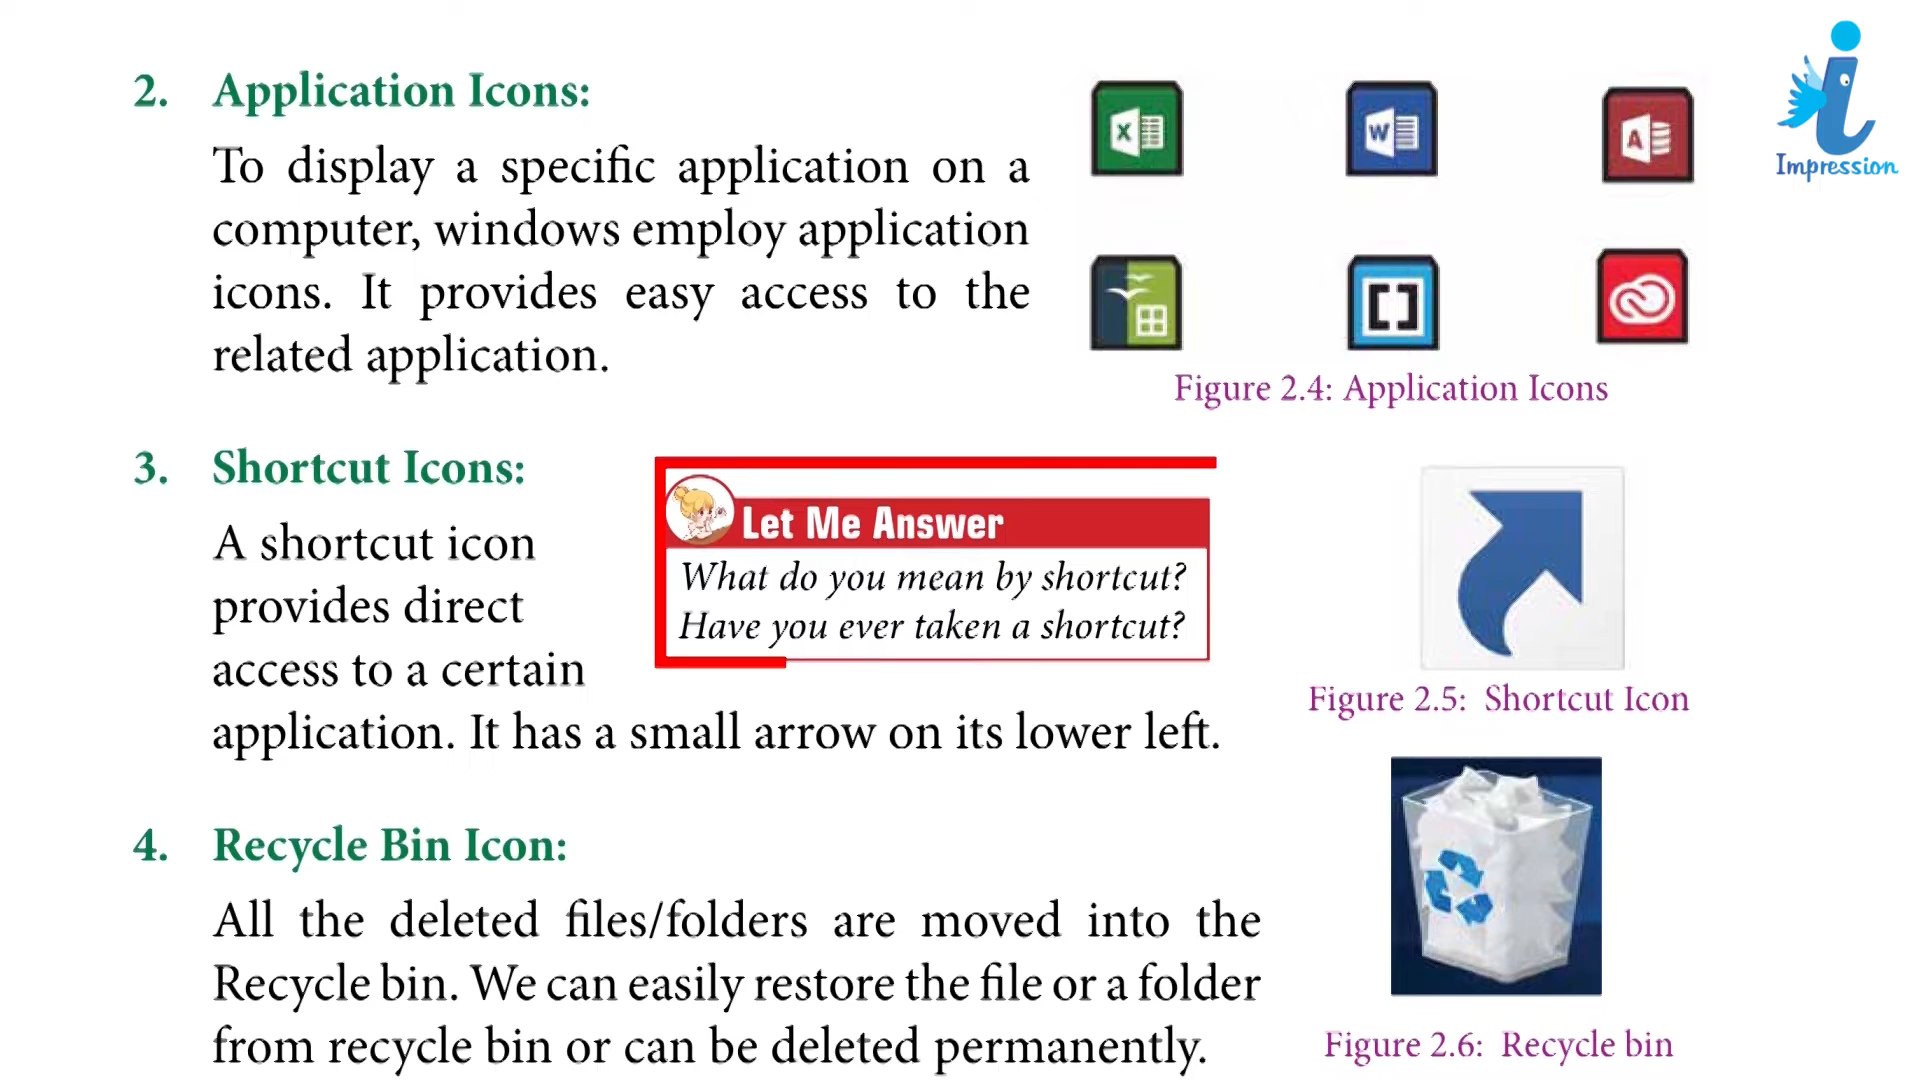 2. Application Icons:
To display a specific application on a
computer, windows employ application
icons. It provides easy access to the
related application.
X
W
A
Figure 2.4: Application Icons
Impression
3. Shortcut Icons:
A shortcut icon
provides direct
access to a certain
application. It has a small arrow on its lower left.
Let Me Answer
What do you mean by shortcut?
Have you ever taken a shortcut?
Figure 2.5: Shortcut Icon
4. Recycle Bin Icon:
All the deleted files/folders are moved into the
Recycle bin. We can easily restore the file or a folder
from recycle bin or can be deleted permanently.
Figure 2.6: Recycle bin